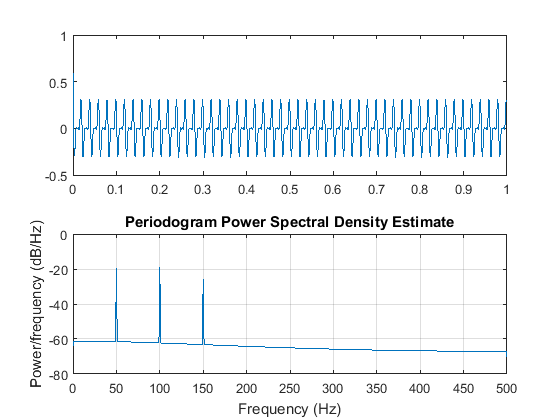 1
0.5
0
-0.5
0 0.1 0.2 0.3 0.4 0.5 0.6 0.7 0.8 0.9 1
Periodogram Power Spectral Density Estimate
Power/frequency (dB/Hz)
0
-20
-40
-60
-80
0 50 100 150 200 250 300 350 400 450 500
Frequency (Hz)